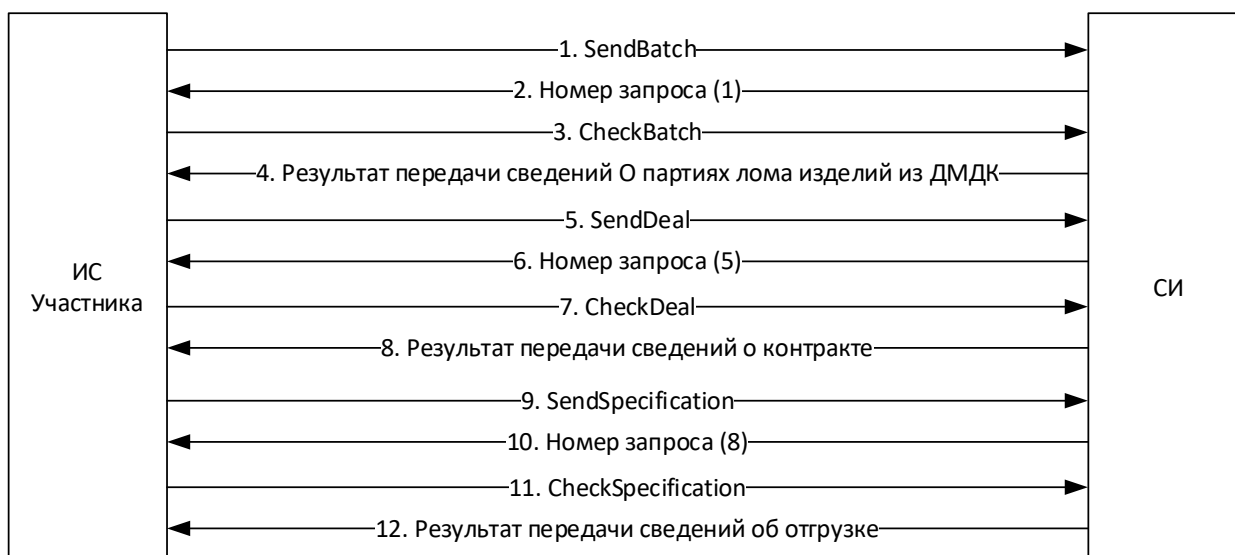 1. SendBatch
2. Номер запроса (1)
3. CheckBatch
4. Результат передачи сведений О партиях лома изделий из ДМДК
5. SendDeal
6. Номер запроса (5)
7. CheckDeal
8. Результат передачи сведений о контракте
9. SendSpecification
10. Номер запроса (8)
11. CheckSpecification
12. Результат передачи сведений об отгрузке
ИС
Участника
СИ